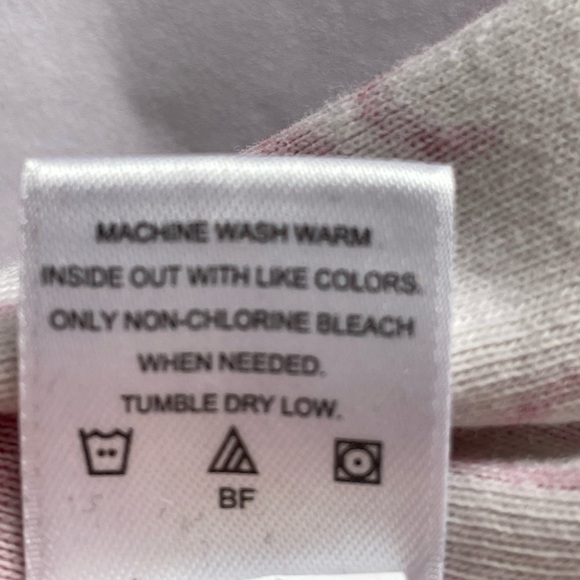 MACHINE WASH WARM
INSIDE OUT WITH LIKE COLORS.
ONLY NON-CHLORINE BLEACH
WHEN NEEDED.
TUMBLE DRY LOW.
BF